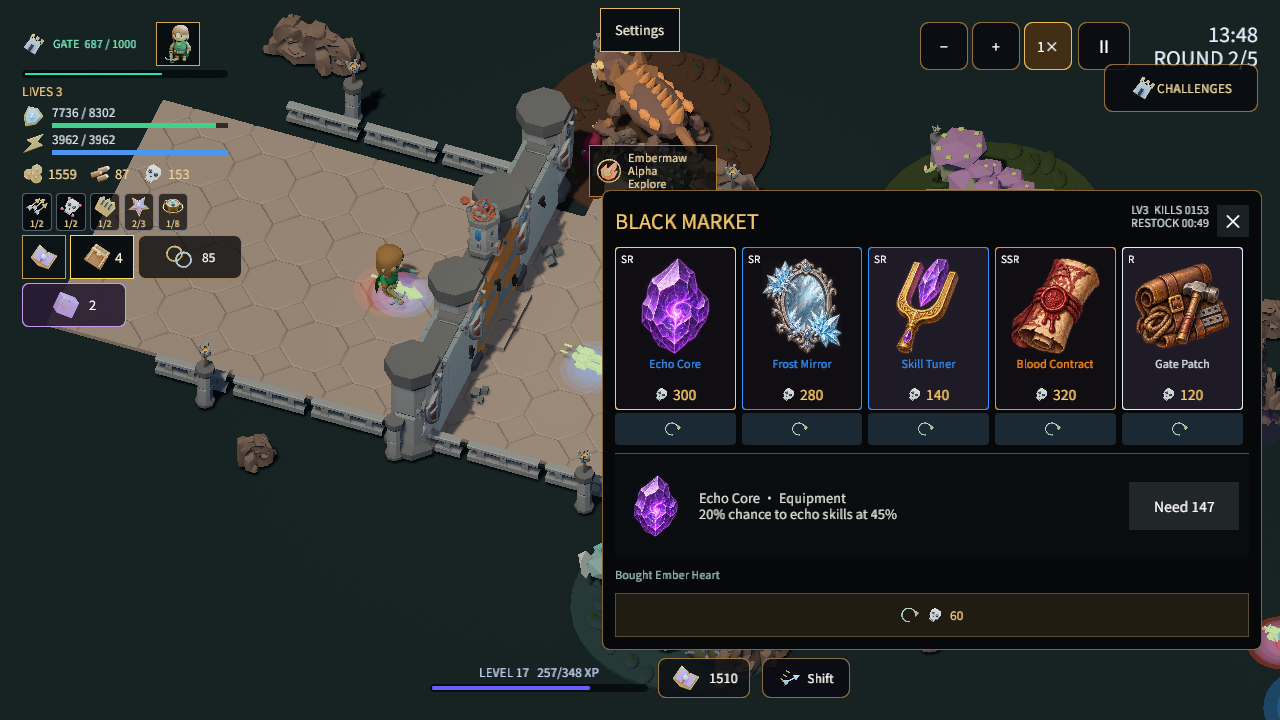 GATE 687 / 1000
LIVES 3
7736 / 8302
3962 / 3962
1559 87 153
1/2 1/2 1/2 2/3 1/8
4 85
2
Settings
− + 1× II
13:48
ROUND 2/5
CHALLENGES
Embermaw
Alpha
Explore
BLACK MARKET
LV3 KILLS 0153
RESTOCK 00:49
SR SR SR SSR R
Echo Core Frost Mirror Skill Tuner Blood Contract Gate Patch
300 280 140 320 120
Echo Core • Equipment
20% chance to echo skills at 45%
Need 147
Bought Ember Heart
60
LEVEL 17 257/348 XP
1510 Shift